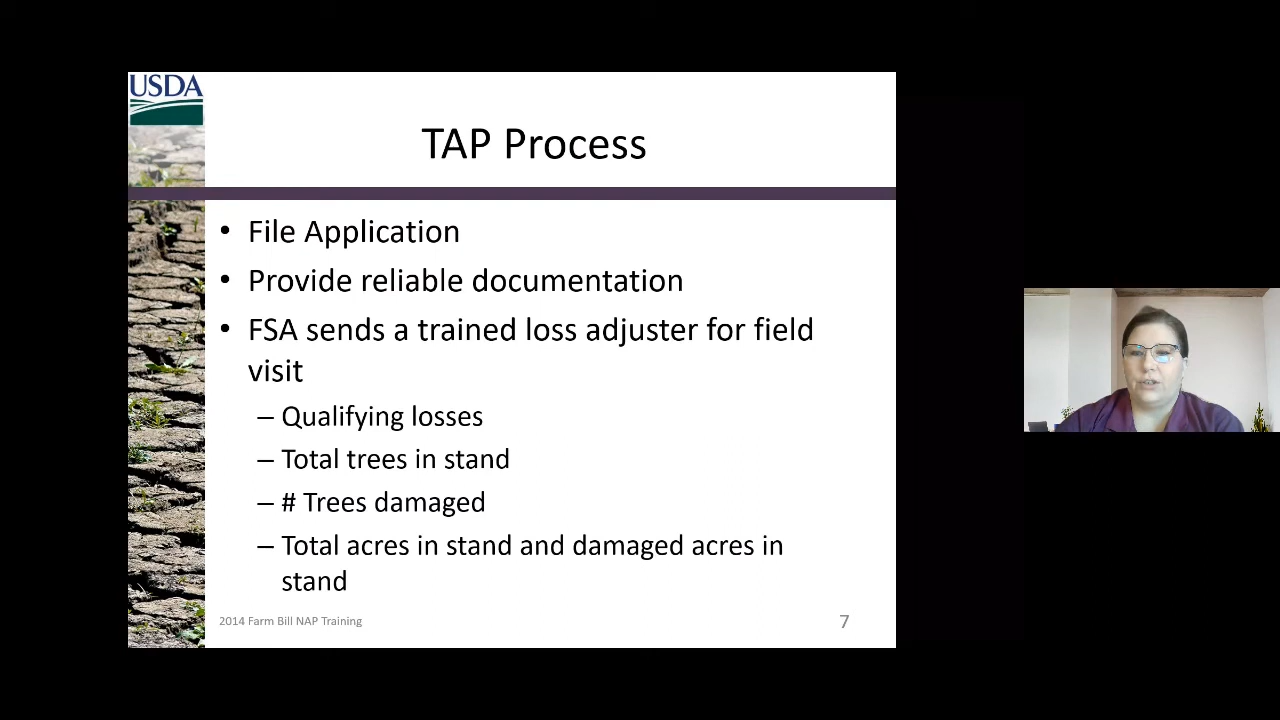 USDA
TAP Process
• File Application
• Provide reliable documentation
• FSA sends a trained loss adjuster for field
visit
– Qualifying losses
– Total trees in stand
– # Trees damaged
– Total acres in stand and damaged acres in
stand
2014 Farm Bill NAP Training
7